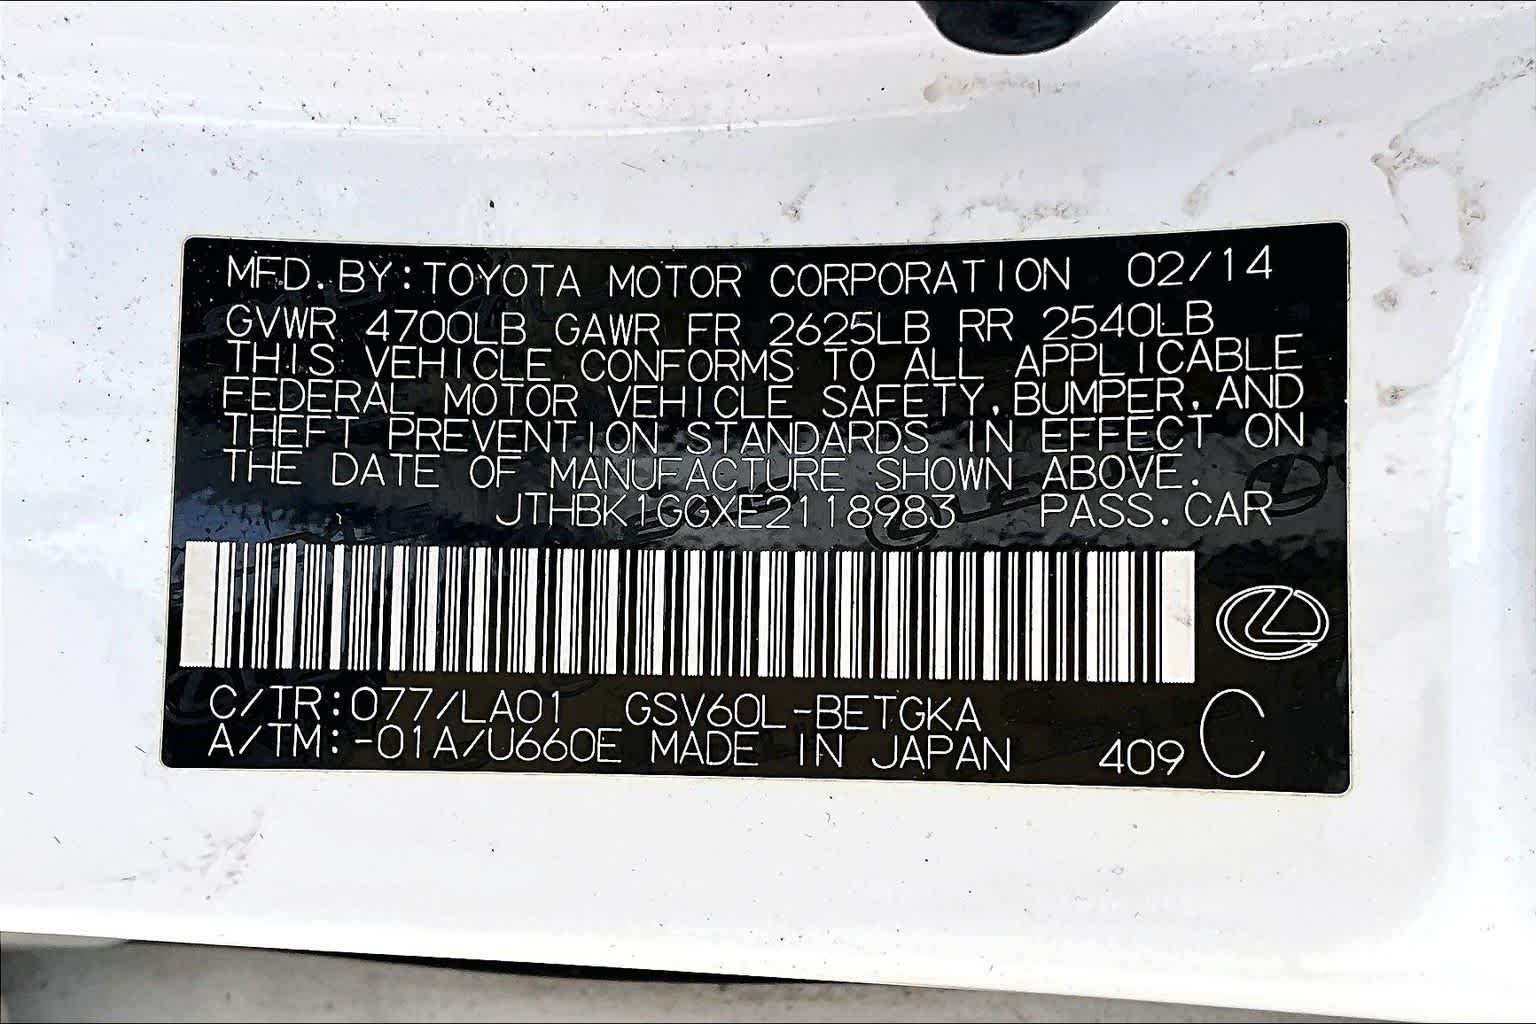 MFD. BY: TOYOTA MOTOR CORPORATION 02/14
GVWR 4700LB GAWR FR 2625LB RR 2540LB
THIS VEHICLE CONFORMS TO ALL APPLICABLE
FEDERAL MOTOR VEHICLE SAFETY, BUMPER, AND
THEFT PREVENTION STANDARDS IN EFFECT ON
THE DATE OF MANUFACTURE SHOWN ABOVE.
JTHBK1GGXE2118983 PASS. CAR
C/TR: 077/LA01 GSV60L-BETGKA
A/TM: -01A/U660E MADE IN JAPAN 409 C